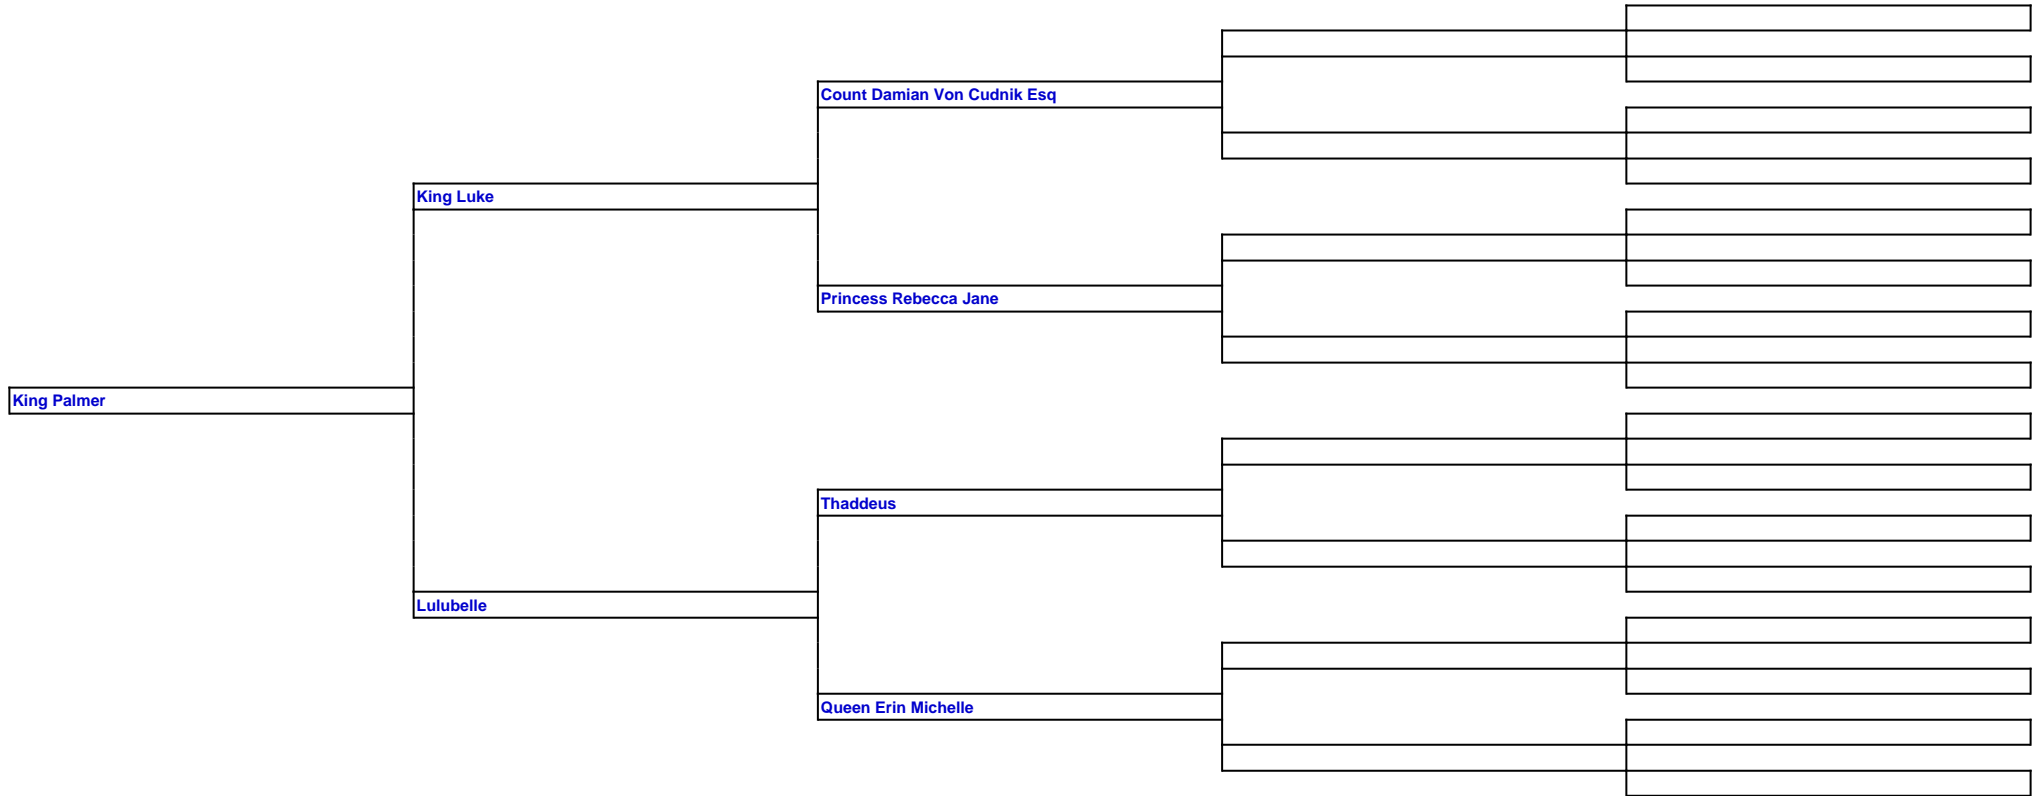 Count Damian Von Cudnik Esq
King Luke
Princess Rebecca Jane
King Palmer
Thaddeus
Lulubelle
Queen Erin Michelle